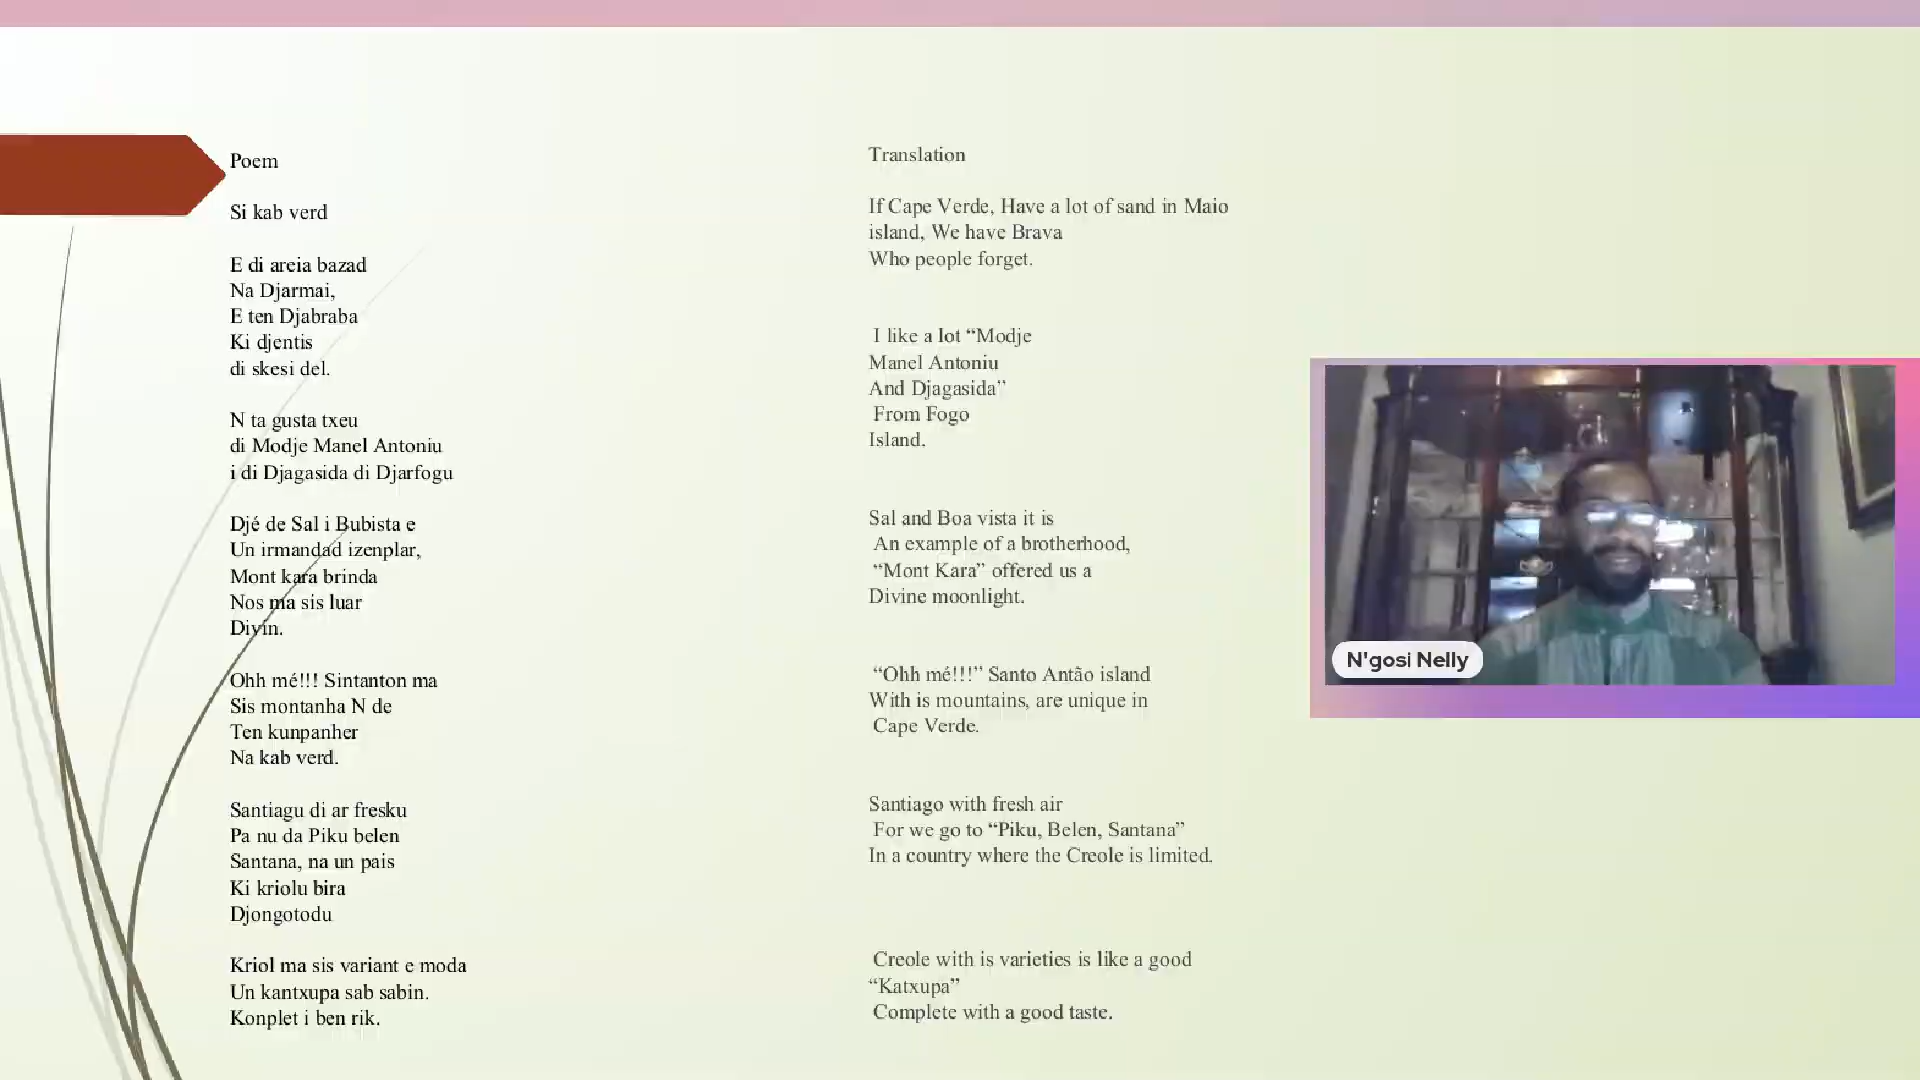 Poem
Si kab verd
E di areia bazad
Na Djarmai,
E ten Djabraba
Ki djentis
di skesi del.
N ta gusta txeu
di Modje Manel Antoniu
i di Djagasida di Djarfogu
Djé de Sal i Bubista e
Un irmandad izenplar,
Mont kara brinda
Nos ma sis luar
Divin.
Ohh mé!!! Sintanton ma
Sis montanha N de
Ten kunpanher
Na kab verd.
Santiagu di ar fresku
Pa nu da Piku belen
Santana, na un pais
Ki kriolu bira
Djongotodu
Kriol ma sis variant e moda
Un kantxupa sab sabin.
Konplet i ben rik.
Translation
If Cape Verde, Have a lot of sand in Maio
island, We have Brava
Who people forget.
I like a lot “Modje
Manel Antoniu
And Djagasida”
From Fogo
Island.
Sal and Boa vista it is
An example of a brotherhood,
“Mont Kara” offered us a
Divine moonlight.
“Ohh mé!!!” Santo Antão island
With is mountains, are unique in
Cape Verde.
Santiago with fresh air
For we go to “Piku, Belen, Santana”
In a country where the Creole is limited.
Creole with is varieties is like a good
“Katxupa”
Complete with a good taste.
N'gosi Nelly